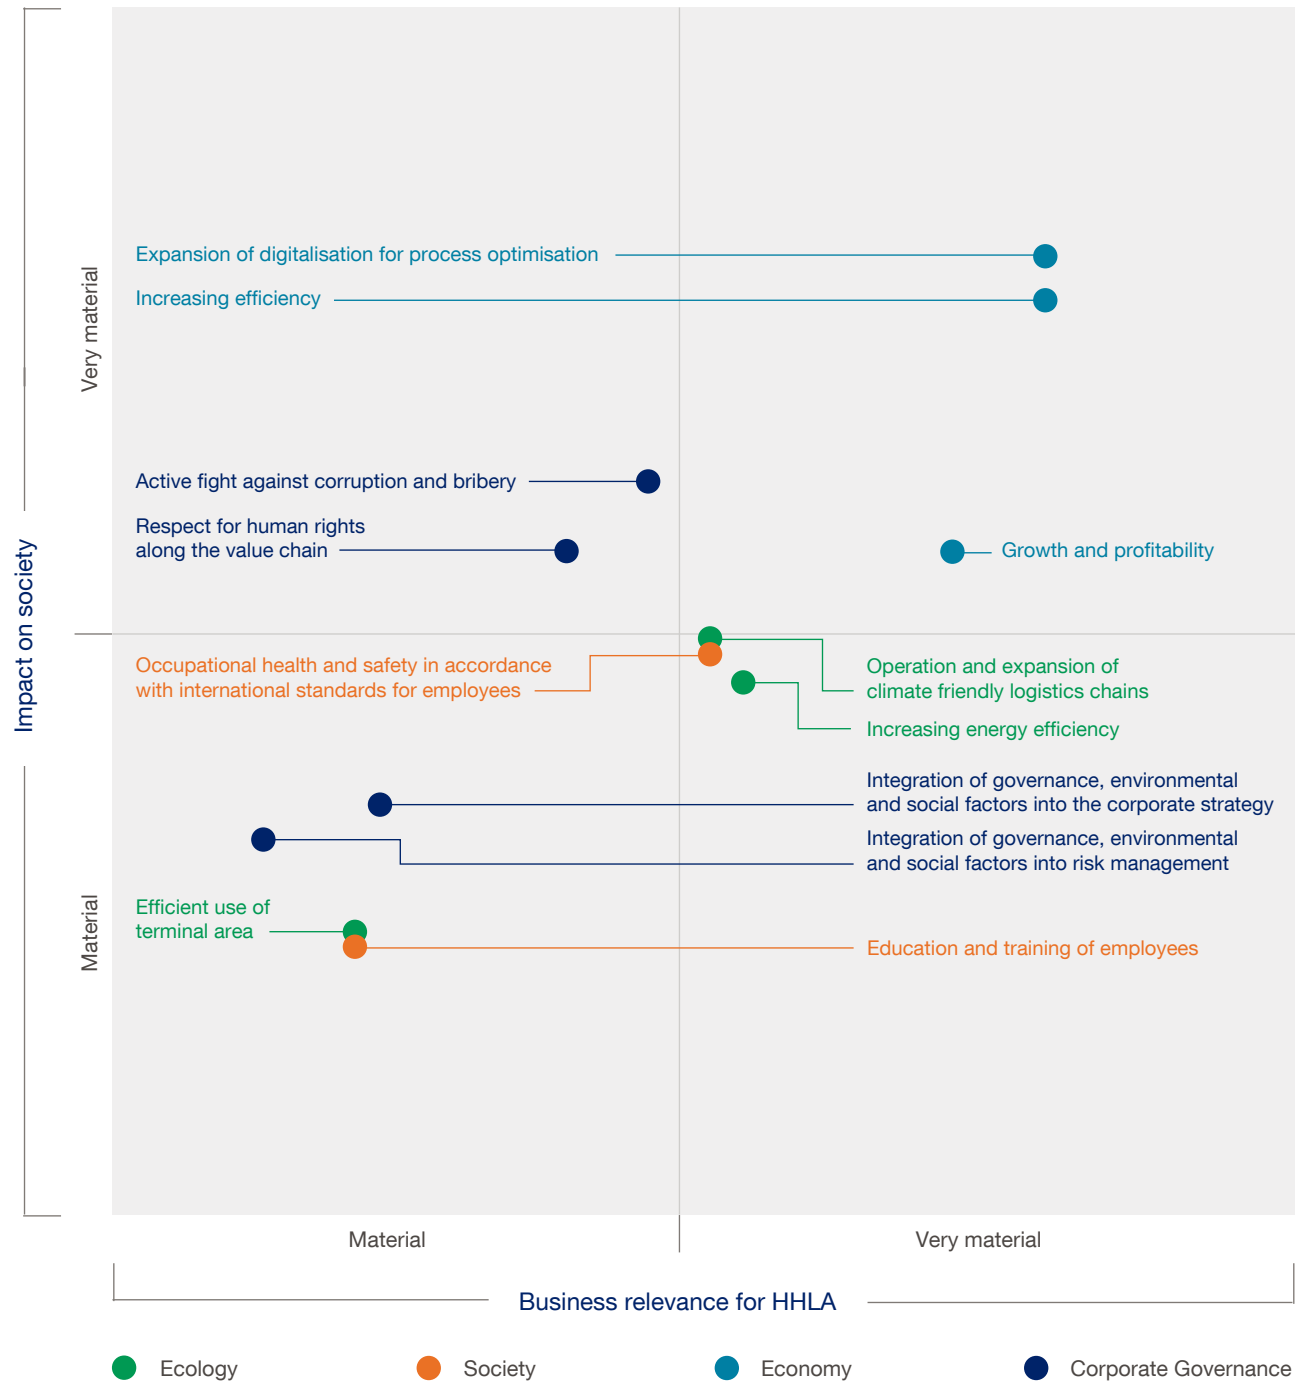 Impact on society
Very material
Material
Expansion of digitalisation for process optimisation
Increasing efficiency
Active fight against corruption and bribery
Respect for human rights
along the value chain
Growth and profitability
Occupational health and safety in accordance
with international standards for employees
Operation and expansion of
climate friendly logistics chains
Increasing energy efficiency
Integration of governance, environmental
and social factors into the corporate strategy
Integration of governance, environmental
and social factors into risk management
Efficient use of
terminal area
Education and training of employees
Material
Very material
Business relevance for HHLA
Ecology
Society
Economy
Corporate Governance